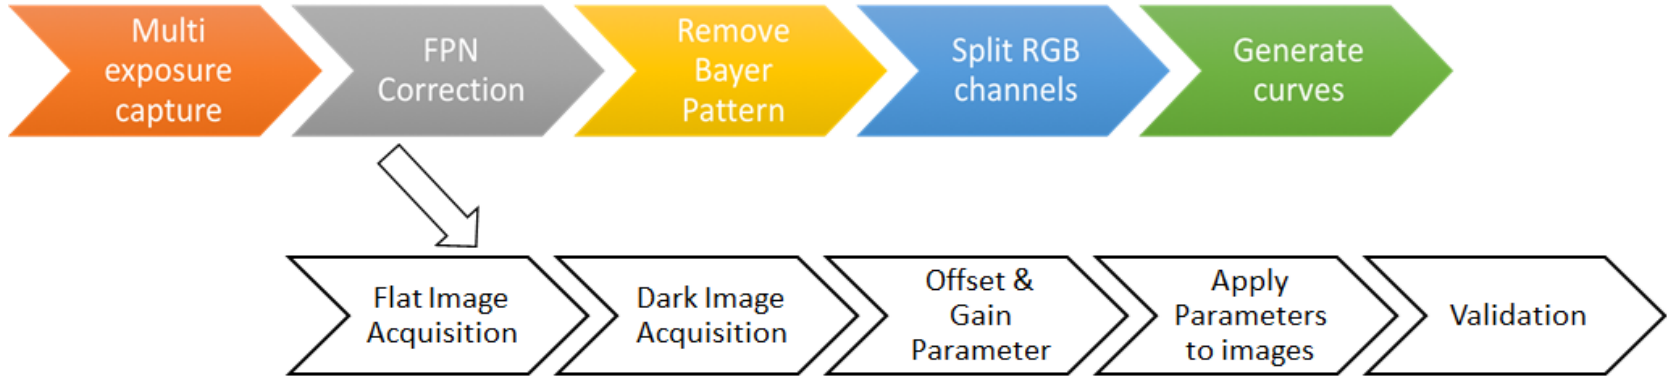 Multi
exposure
capture
FPN
Correction
Remove
Bayer
Pattern
Split RGB
channels
Generate
curves
Flat Image
Acquisition
Dark Image
Acquisition
Offset &
Gain
Parameter
Apply
Parameters
to images
Validation